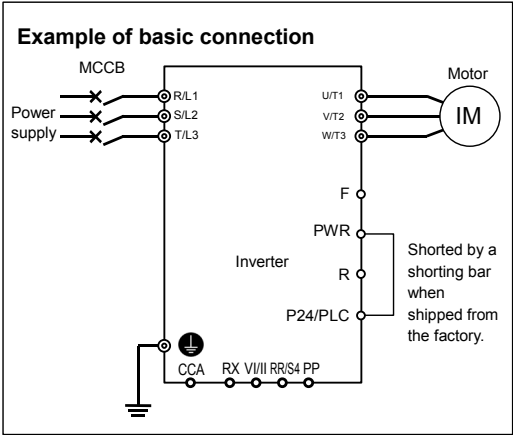 Example of basic connection
MCCB
Motor
Power
supply
R/L1
S/L2
T/L3
U/T1
V/T2
W/T3
IM
F
PWR
R
P24/PLC
Inverter
Shorted by a
shorting bar
when
shipped from
the factory.
CCA RX VI/II RR/S4 PP